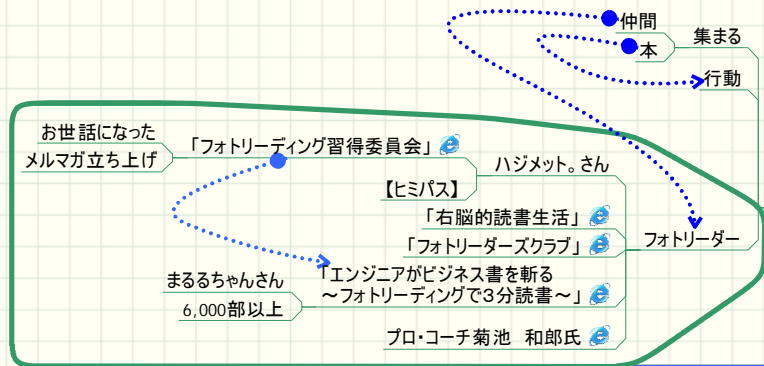 仲間
本
集まる
行動
お世話になった
メルマガ立ち上げ
「フォトリーディング習得委員会」
ハジメット。さん
【ヒミパス】
「右脳的読書生活」
「フォトリーダーズクラブ」
フォトリーダー
まるるちゃんさん
6,000部以上
「エンジニアがビジネス書を斬る
～フォトリーディングで３分読書～」
プロ・コーチ菊池　和郎氏